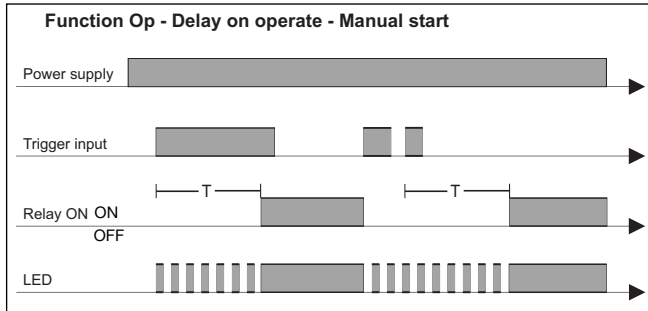 Function Op - Delay on operate - Manual start
Power supply
Trigger input
T
T
Relay ON ON
OFF
LED